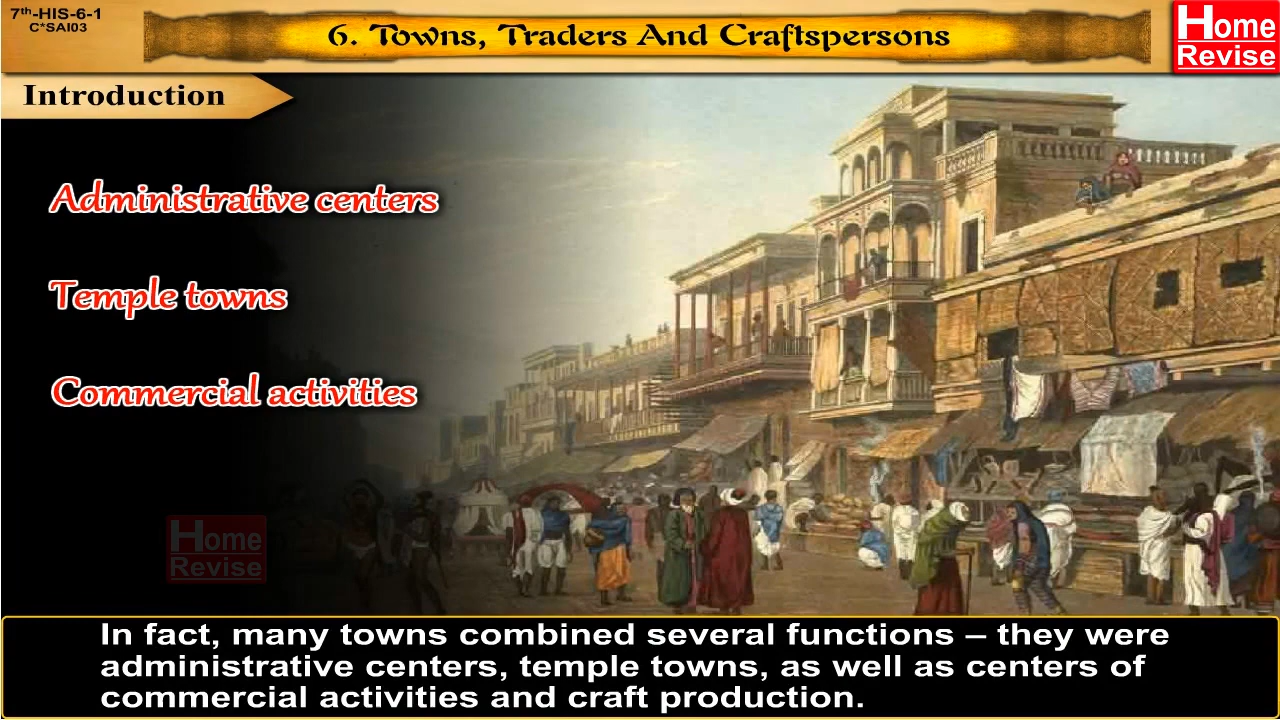 7th-HIS-6-1
C*SAI03
6. Towns, Traders And Craftspersons
Home
Revise
Introduction
Administrative centers
Temple towns
Commercial activities
Home
Revise
In fact, many towns combined several functions – they were
administrative centers, temple towns, as well as centers of
commercial activities and craft production.